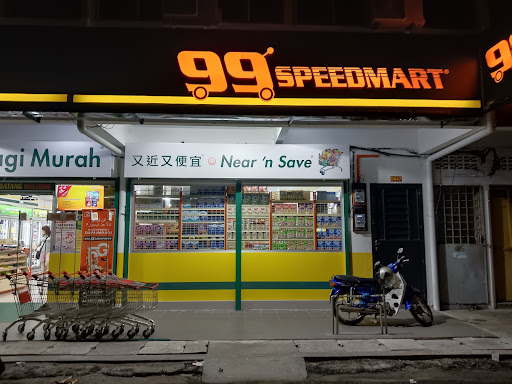 99 SPEEDMART
99
gi Murah
又近又便宜 Near 'n Save